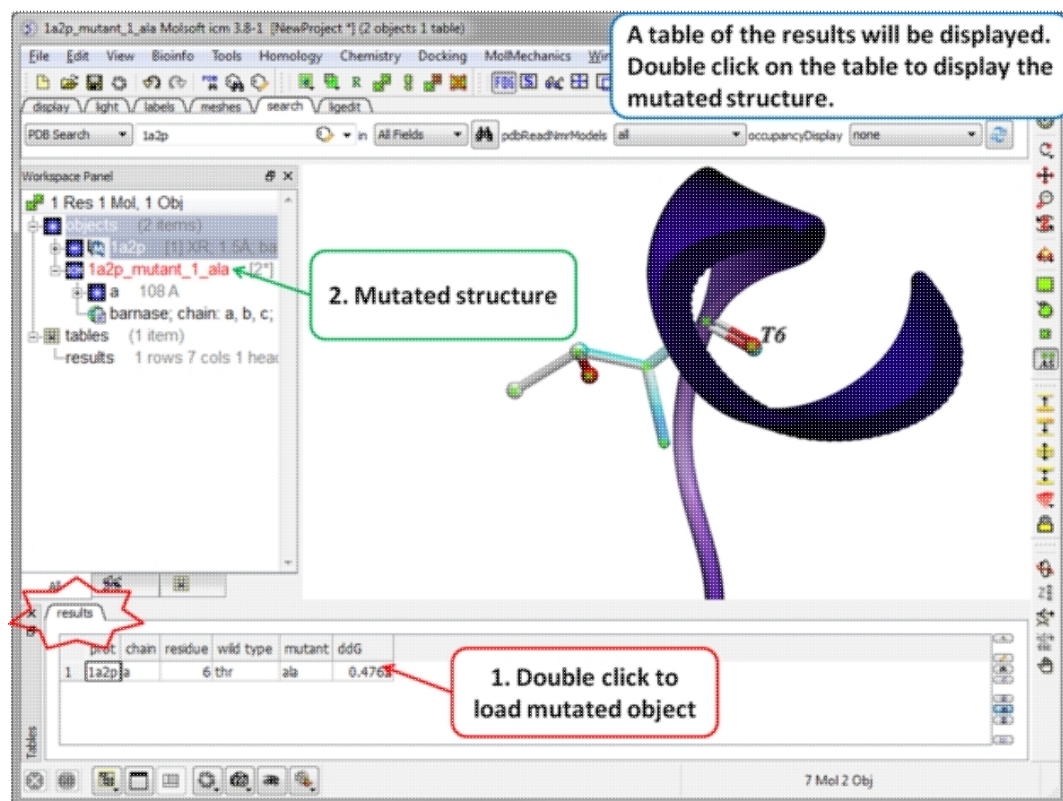 1a2p_mutant_1_ala Molsoft icm 3.8-1 [NewProject *] (2 objects 1 table)
A table of the results will be displayed.
Double click on the table to display the
mutated structure.
File Edit View Bioinfo Tools Homology Chemistry Docking MolMechanics
display light labels meshes search ligedit
PDB Search 1a2p in All Fields pdbReadNmrModels all occupancyDisplay none
Workspace Panel
1 Res 1 Mol, 1 Obj
objects (2 items)
1a2p [1] XR, 1.5Å, ba
1a2p_mutant_1_ala [2*]
a 108 A
barnase; chain: a, b, c;
tables (1 item)
results 1 rows 7 cols 1 head
2. Mutated structure
T6
results
prot chain residue wild type mutant ddG
1 1a2p a 6 thr ala
1. Double click to
load mutated object
Tables
7 Mol 2 Obj